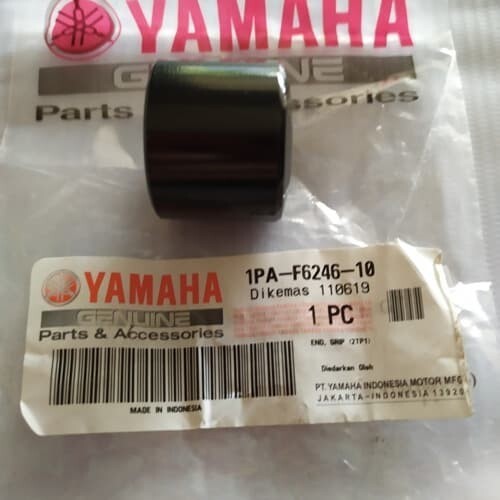 YAMAHA
GENUINE
Parts & Accessories
YAMAHA
GENUINE
Parts & Accessories
MADE IN INDONESIA
1PA-F6246-10
Dikemas 110619
1 PC
END, GRIP (2TP1)
Diedarkan Oleh
PT. YAMAHA INDONESIA MOTOR MFG
JAKARTA-INDONESIA 13920